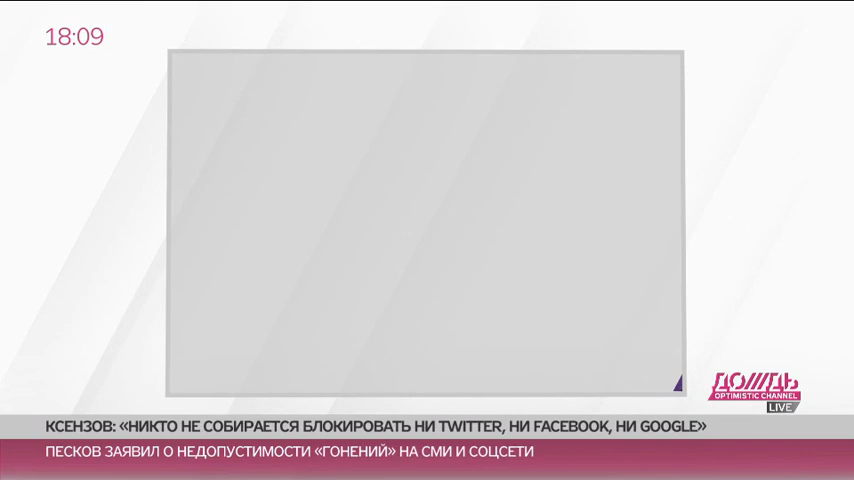 18:09
ДОЖДЬ
OPTIMISTIC CHANNEL
LIVE
КСЕНЗОВ: «НИКТО НЕ СОБИРАЕТСЯ БЛОКИРОВАТЬ НИ TWITTER, НИ FACEBOOK, НИ GOOGLE»
ПЕСКОВ ЗАЯВИЛ О НЕДОПУСТИМОСТИ «ГОНЕНИЙ» НА СМИ И СОЦСЕТИ